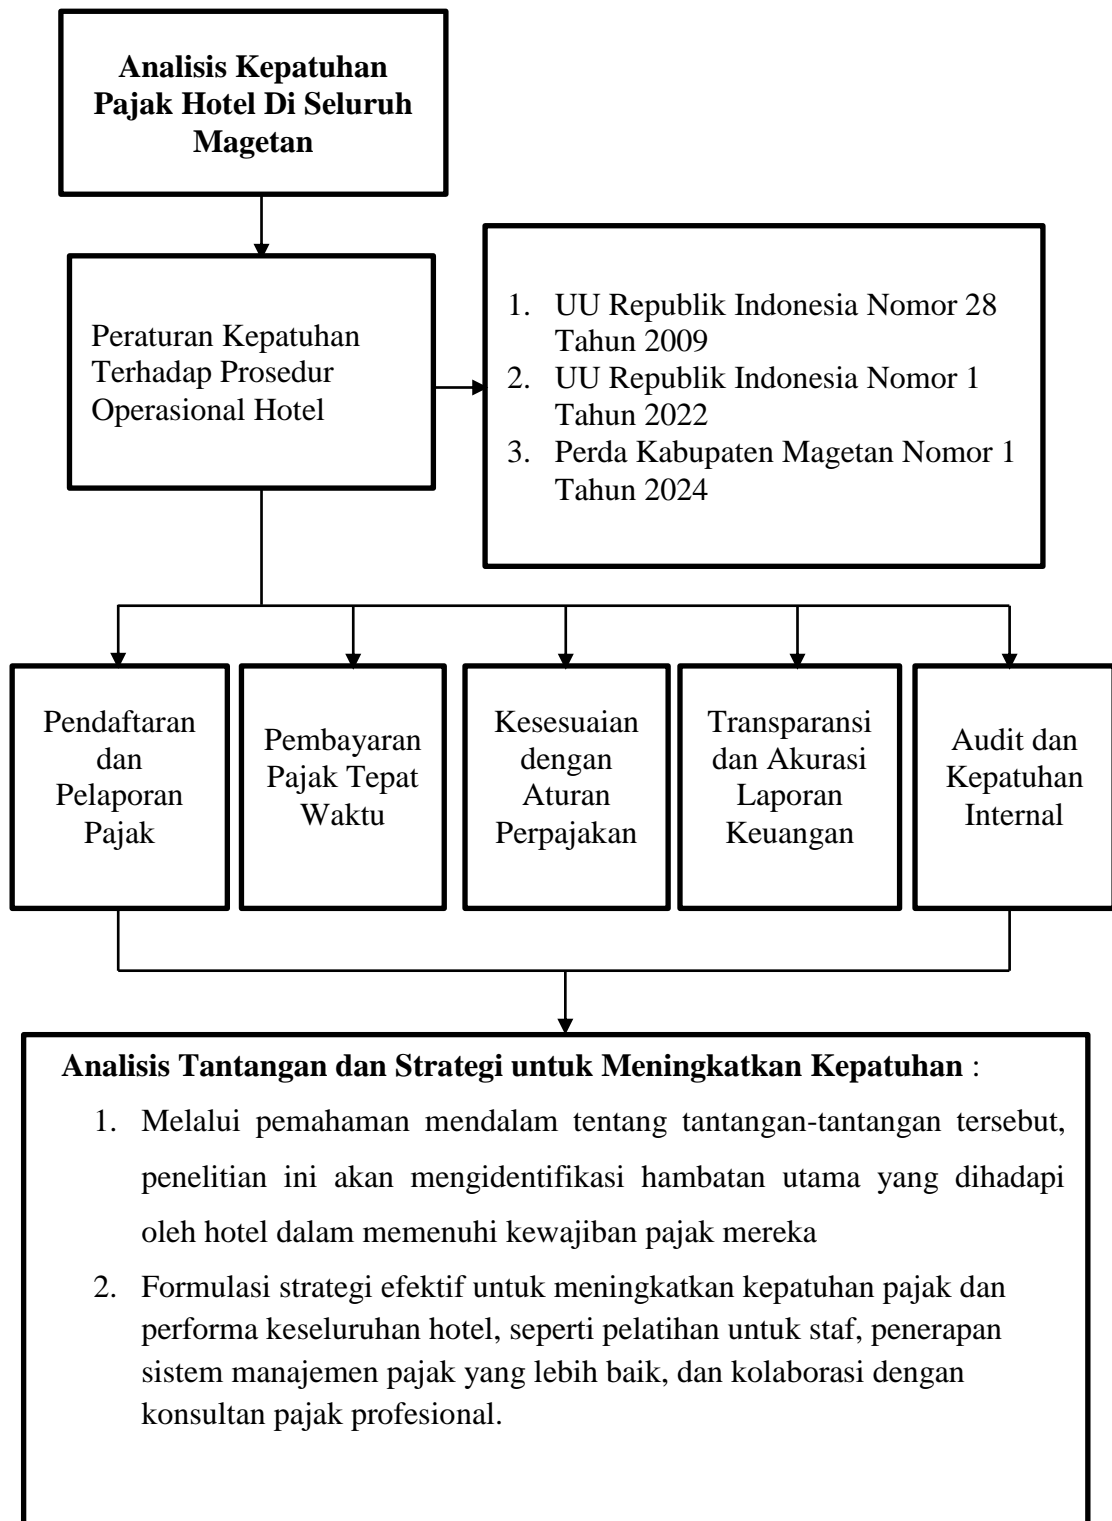 Analisis Kepatuhan
Pajak Hotel Di Seluruh
Magetan
Peraturan Kepatuhan
Terhadap Prosedur
Operasional Hotel
1. UU Republik Indonesia Nomor 28
Tahun 2009
2. UU Republik Indonesia Nomor 1
Tahun 2022
3. Perda Kabupaten Magetan Nomor 1
Tahun 2024
Pendaftaran
dan
Pelaporan
Pajak
Pembayaran
Pajak Tepat
Waktu
Kesesuaian
dengan
Aturan
Perpajakan
Transparansi
dan Akurasi
Laporan
Keuangan
Audit dan
Kepatuhan
Internal
Analisis Tantangan dan Strategi untuk Meningkatkan Kepatuhan :
1. Melalui pemahaman mendalam tentang tantangan-tantangan tersebut,
penelitian ini akan mengidentifikasi hambatan utama yang dihadapi
oleh hotel dalam memenuhi kewajiban pajak mereka
2. Formulasi strategi efektif untuk meningkatkan kepatuhan pajak dan
performa keseluruhan hotel, seperti pelatihan untuk staf, penerapan
sistem manajemen pajak yang lebih baik, dan kolaborasi dengan
konsultan pajak profesional.